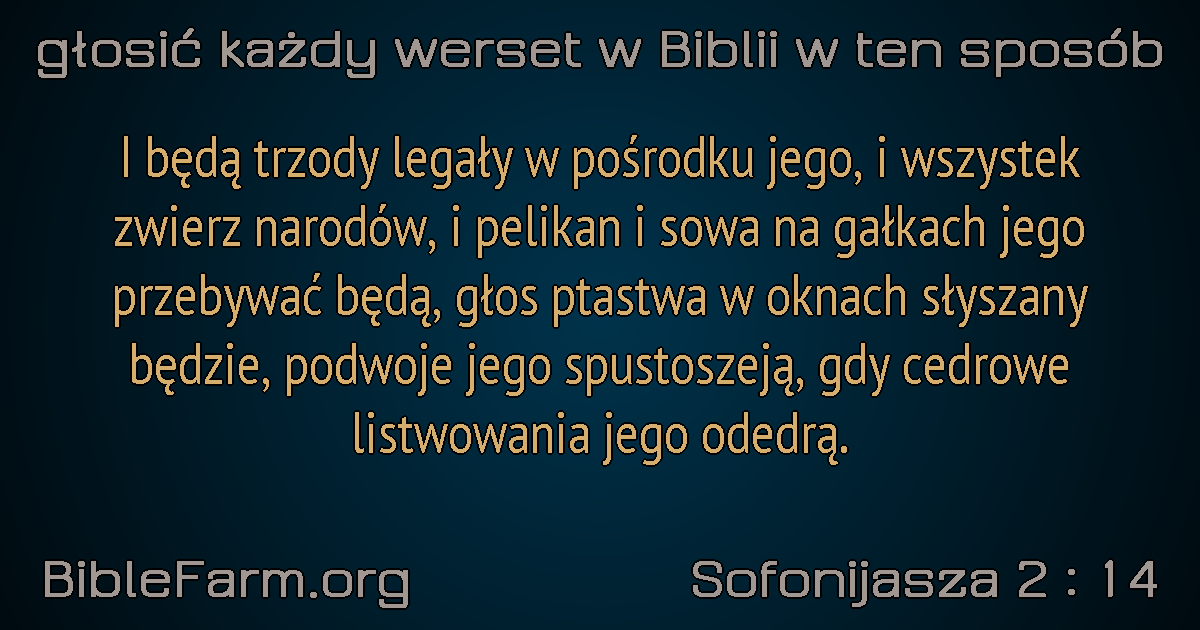 głosić każdy werset w Biblii w ten sposób
I będą trzody legały w pośrodku jego, i wszystek
zwierz narodów, i pelikan i sowa na gałkach jego
przebywać będą, głos ptastwa w oknach słyszany
będzie, podwoje jego spustoszeją, gdy cedrowe
listwowania jego odedrą.
BibleFarm.org
Sofonijasza 2 : 14